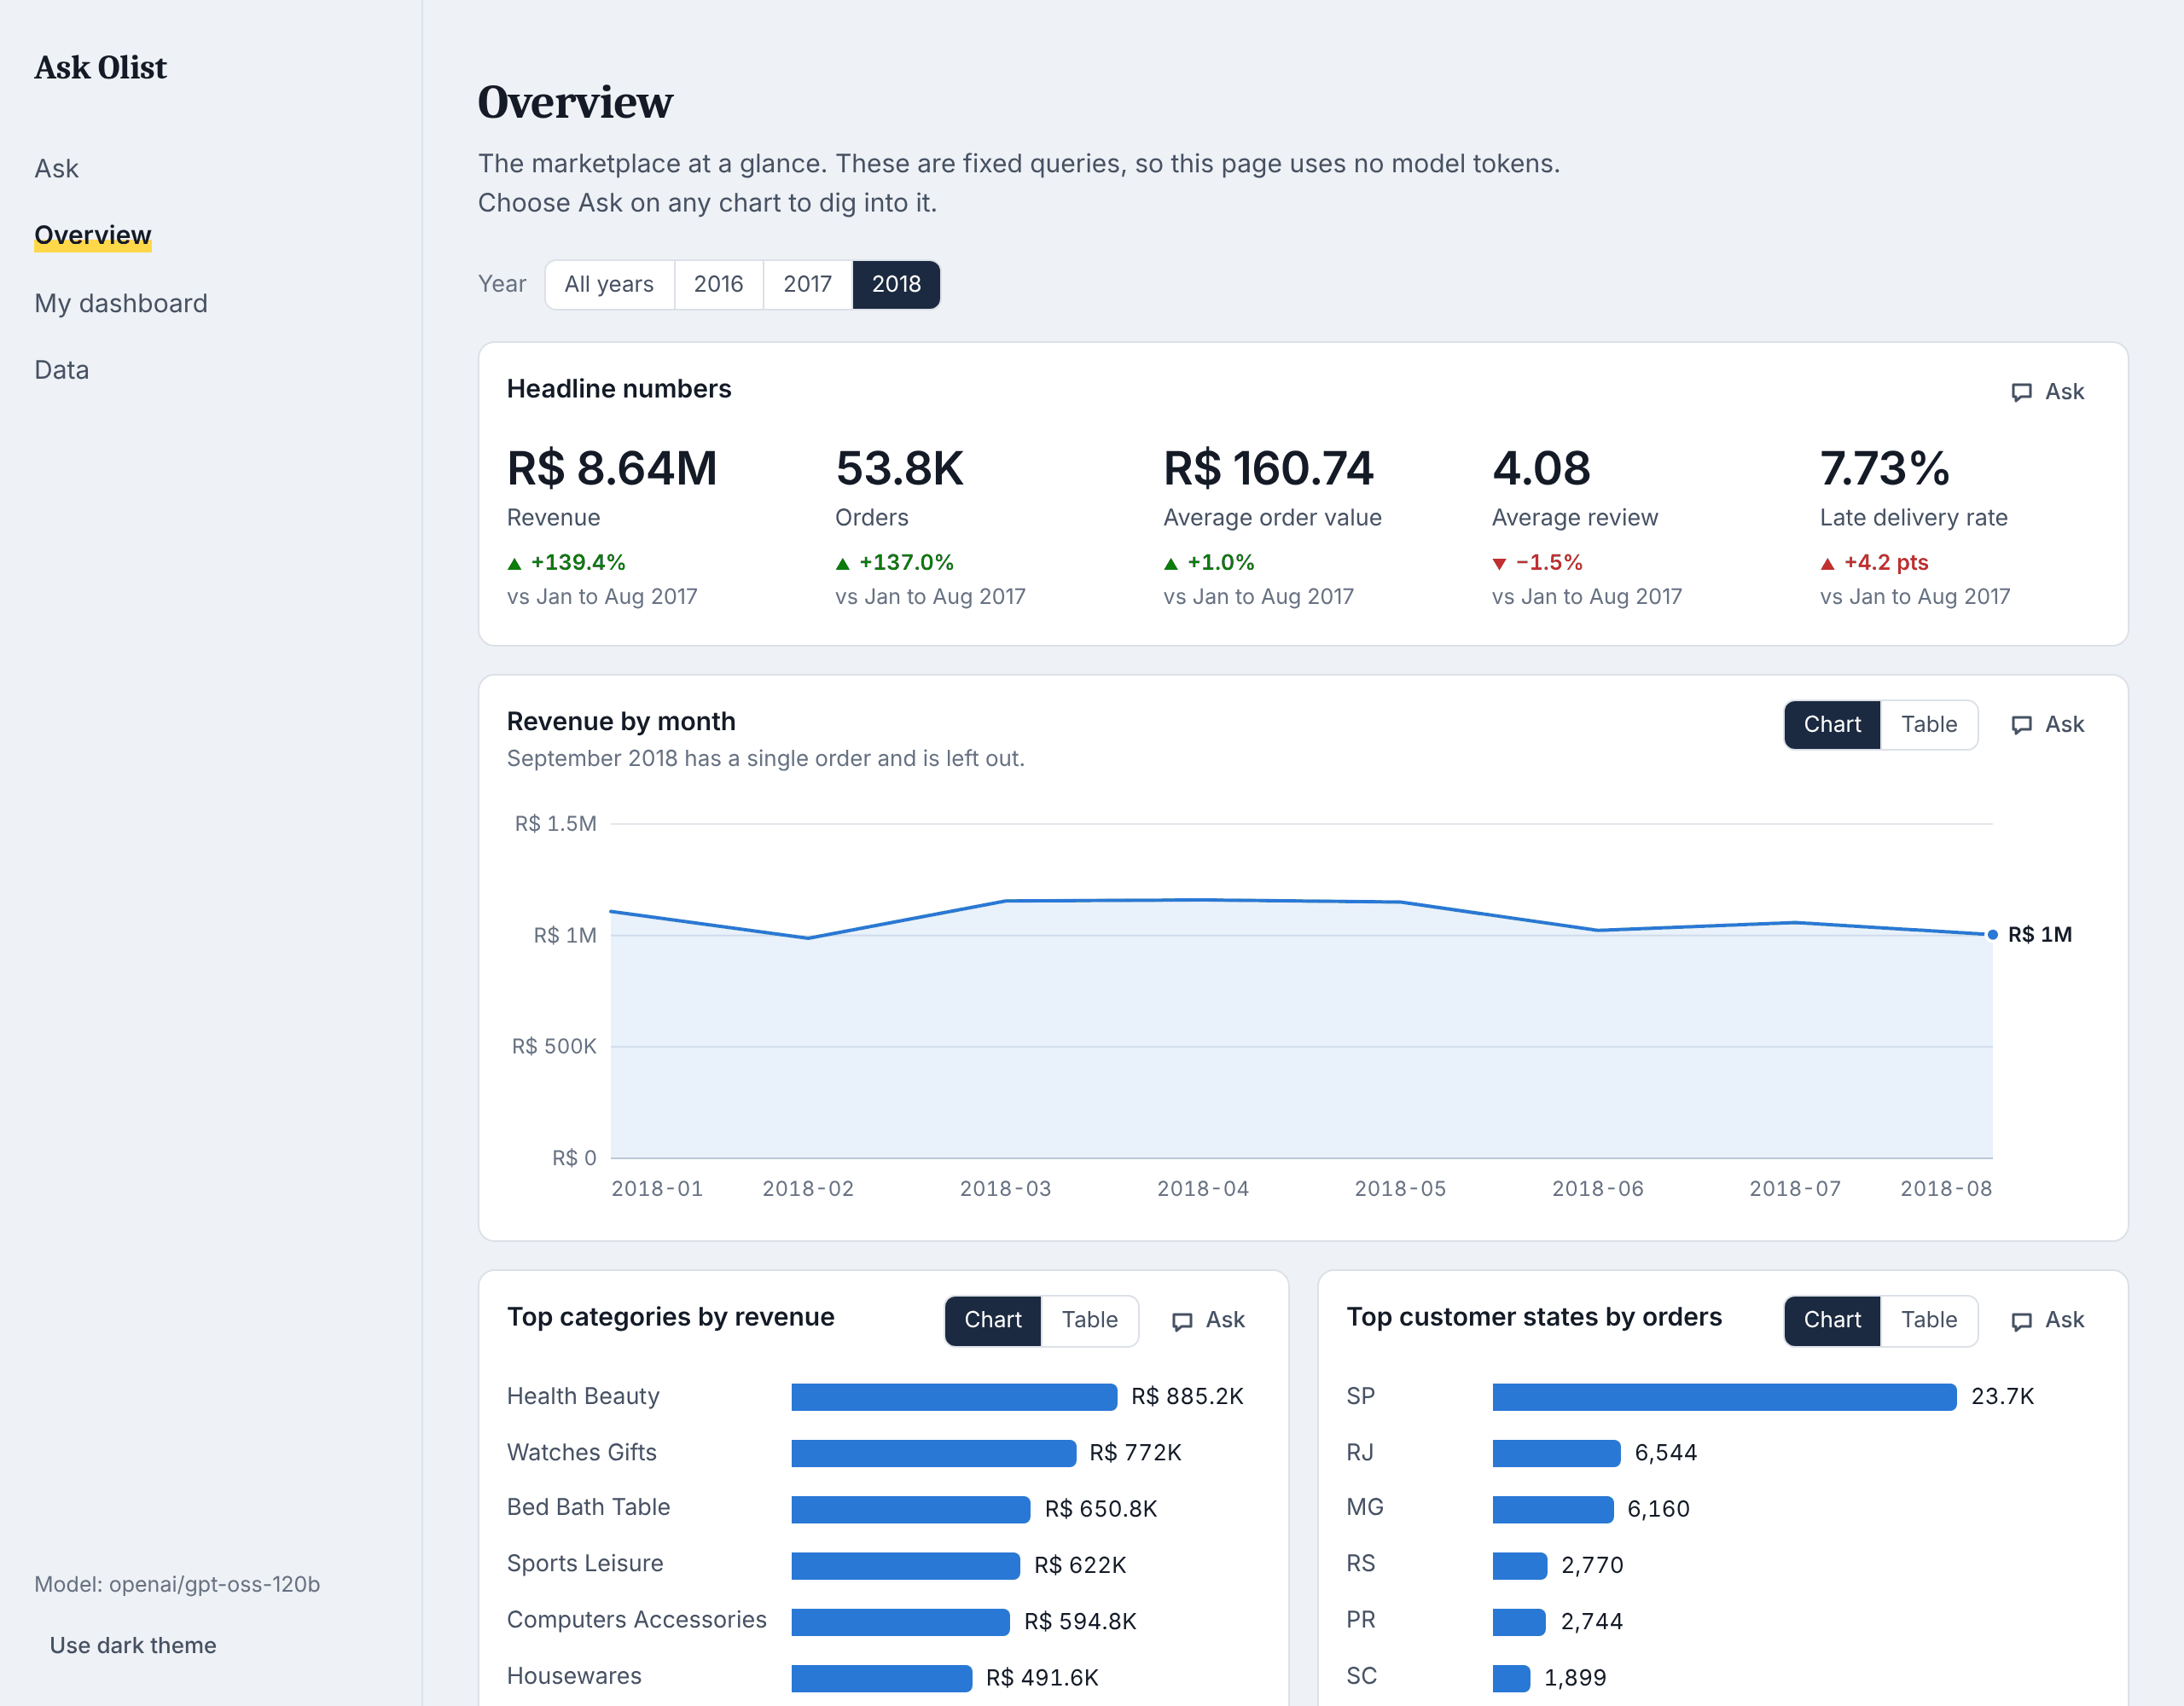 Ask Olist
Ask
Overview
My dashboard
Data
Model: openai/gpt-oss-120b
Use dark theme
Overview
The marketplace at a glance. These are fixed queries, so this page uses no model tokens.
Choose Ask on any chart to dig into it.
Year All years 2016 2017 2018
Headline numbers Ask
R$ 8.64M 53.8K R$ 160.74 4.08 7.73%
Revenue Orders Average order value Average review Late delivery rate
▲ +139.4% ▲ +137.0% ▲ +1.0% ▼ −1.5% ▲ +4.2 pts
vs Jan to Aug 2017 vs Jan to Aug 2017 vs Jan to Aug 2017 vs Jan to Aug 2017 vs Jan to Aug 2017
Revenue by month Chart Table Ask
September 2018 has a single order and is left out.
R$ 1.5M
R$ 1M R$ 1M
R$ 500K
R$ 0
2018-01 2018-02 2018-03 2018-04 2018-05 2018-06 2018-07 2018-08
Top categories by revenue Chart Table Ask
Health Beauty R$ 885.2K
Watches Gifts R$ 772K
Bed Bath Table R$ 650.8K
Sports Leisure R$ 622K
Computers Accessories R$ 594.8K
Housewares R$ 491.6K
Top customer states by orders Chart Table Ask
SP 23.7K
RJ 6,544
MG 6,160
RS 2,770
PR 2,744
SC 1,899